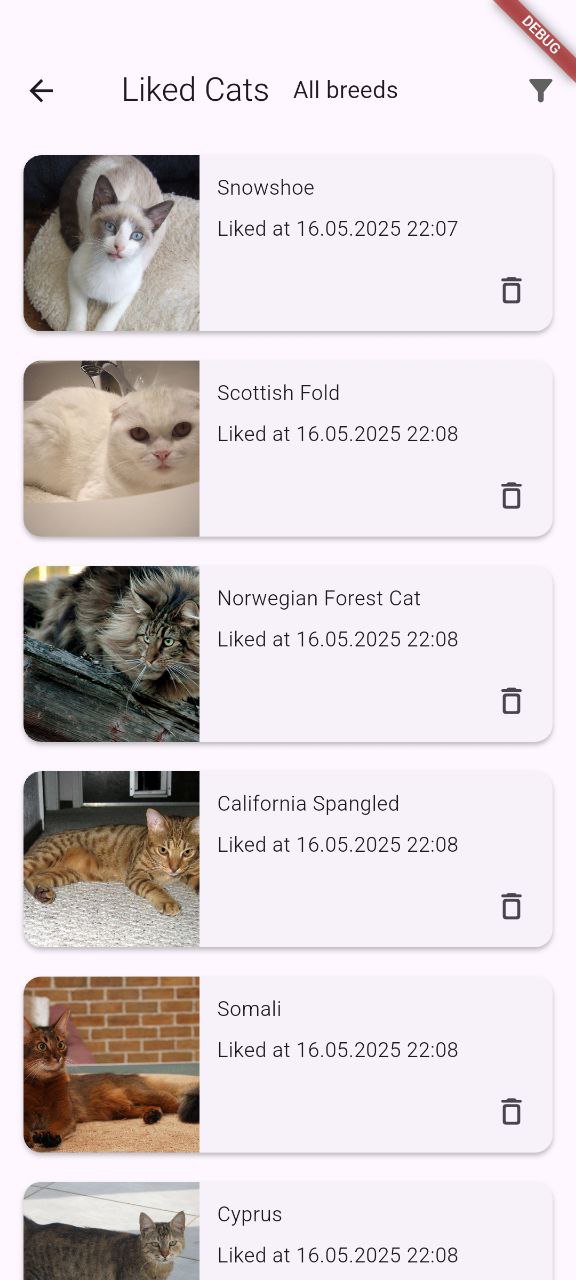 DEBUG
Liked Cats All breeds
Snowshoe
Liked at 16.05.2025 22:07
Scottish Fold
Liked at 16.05.2025 22:08
Norwegian Forest Cat
Liked at 16.05.2025 22:08
California Spangled
Liked at 16.05.2025 22:08
Somali
Liked at 16.05.2025 22:08
Cyprus
Liked at 16.05.2025 22:08